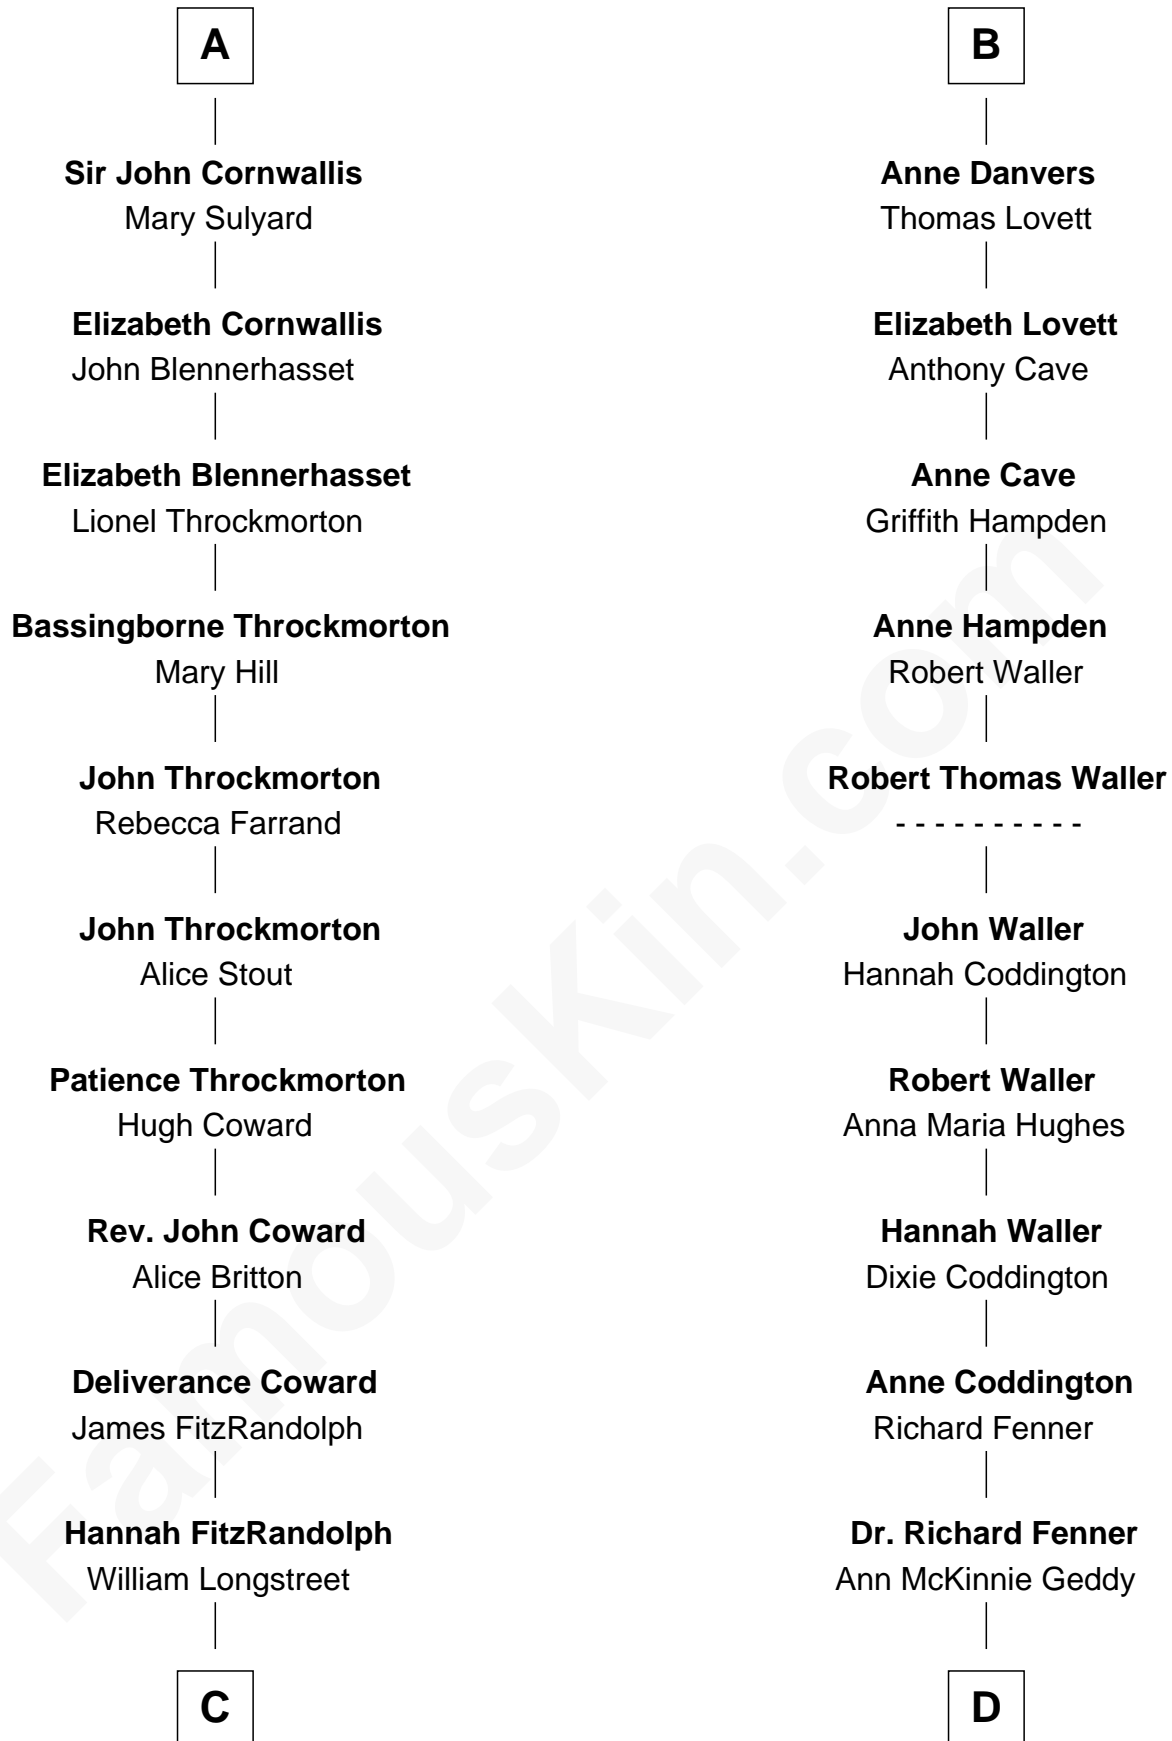 A
Sir John Cornwallis
Mary Sulyard
Elizabeth Cornwallis
John Blennerhasset
Elizabeth Blennerhasset
Lionel Throckmorton
Bassingborne Throckmorton
Mary Hill
John Throckmorton
Rebecca Farrand
John Throckmorton
Alice Stout
Patience Throckmorton
Hugh Coward
Rev. John Coward
Alice Britton
Deliverance Coward
James FitzRandolph
Hannah FitzRandolph
William Longstreet
C
B
Anne Danvers
Thomas Lovett
Elizabeth Lovett
Anthony Cave
Anne Cave
Griffith Hampden
Anne Hampden
Robert Waller
Robert Thomas Waller
- - - - - - - - - -
John Waller
Hannah Coddington
Robert Waller
Anna Maria Hughes
Hannah Waller
Dixie Coddington
Anne Coddington
Richard Fenner
Dr. Richard Fenner
Ann McKinnie Geddy
D
FamousKin.com